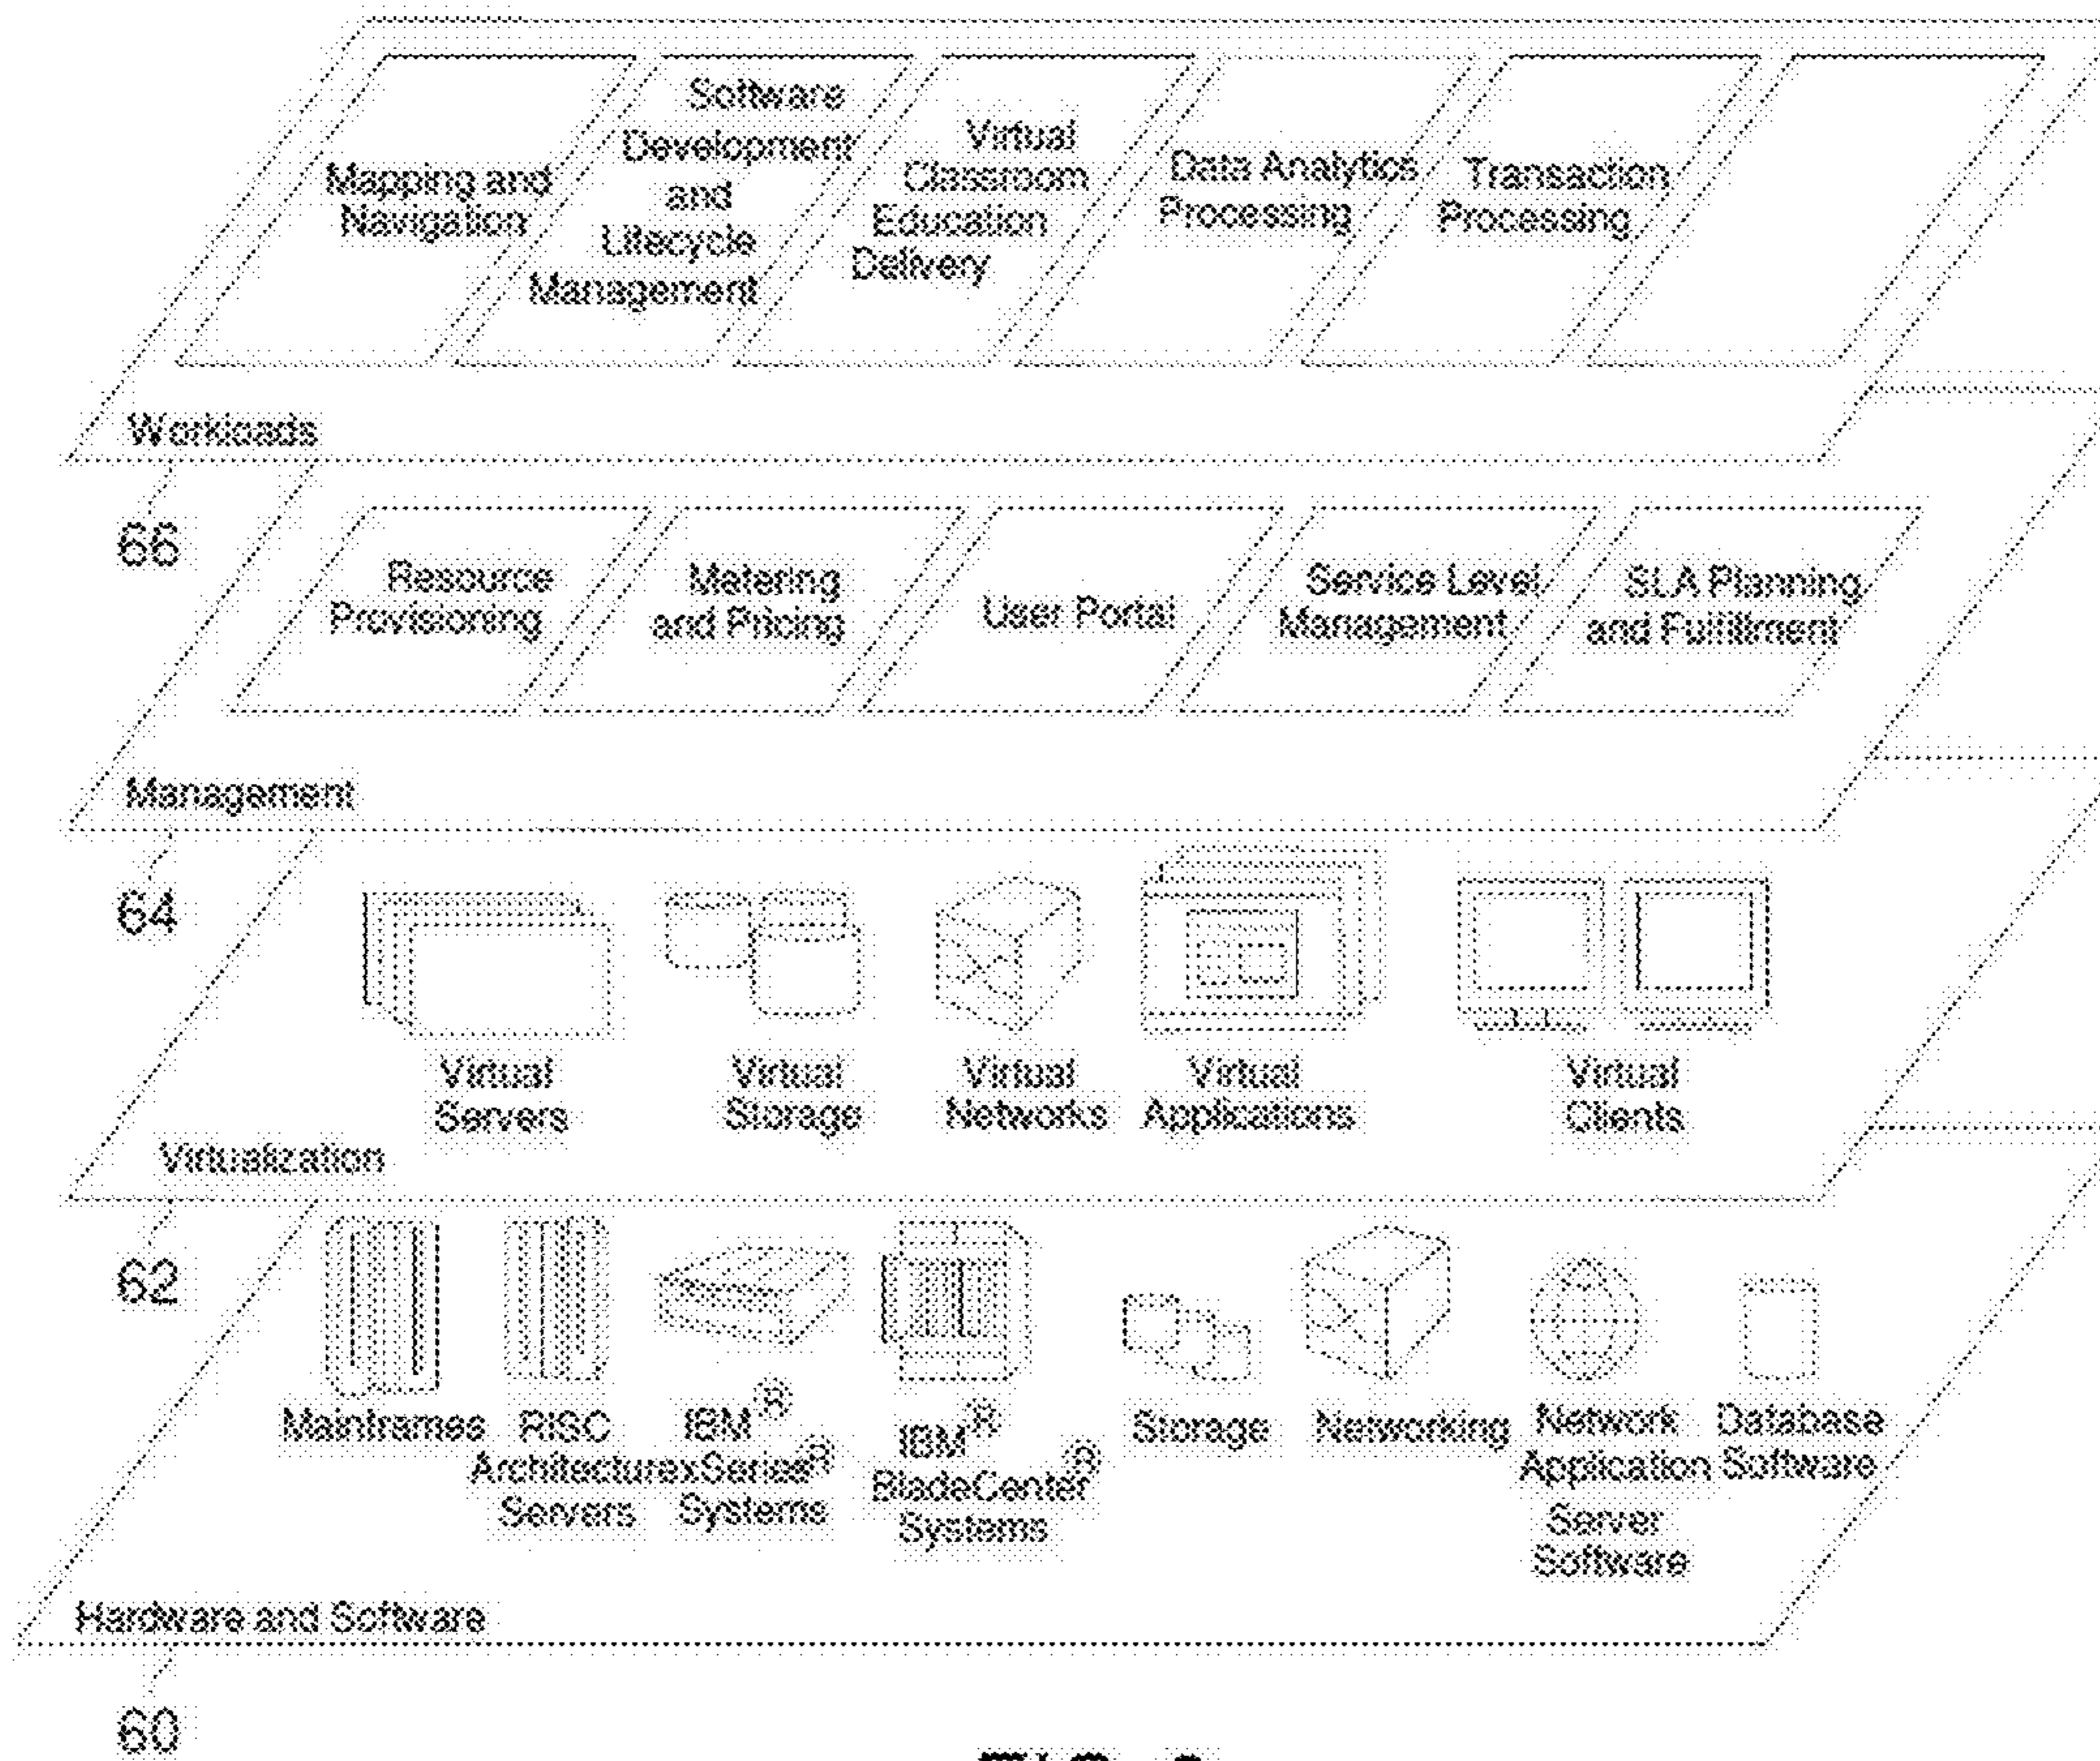 Mapping and
Navigation
Software
Development
and
Lifecycle
Management
Virtual
Classroom
Education
Delivery
Data Analytics
Processing
Transaction
Processing
Workloads
66
Resource
Provisioning
Metering
and Pricing
User Portal
Service Level
Management
SLA Planning
and Fulfillment
Management
64
Virtual
Servers
Virtual
Storage
Virtual
Networks
Virtual
Applications
Virtual
Clients
Virtualization
62
Mainframes
RISC
Architecture
Servers
IBM®
xSeries®
Systems
IBM®
BladeCenter®
Systems
Storage
Networking
Network
Application
Server
Software
Database
Software
Hardware and Software
60